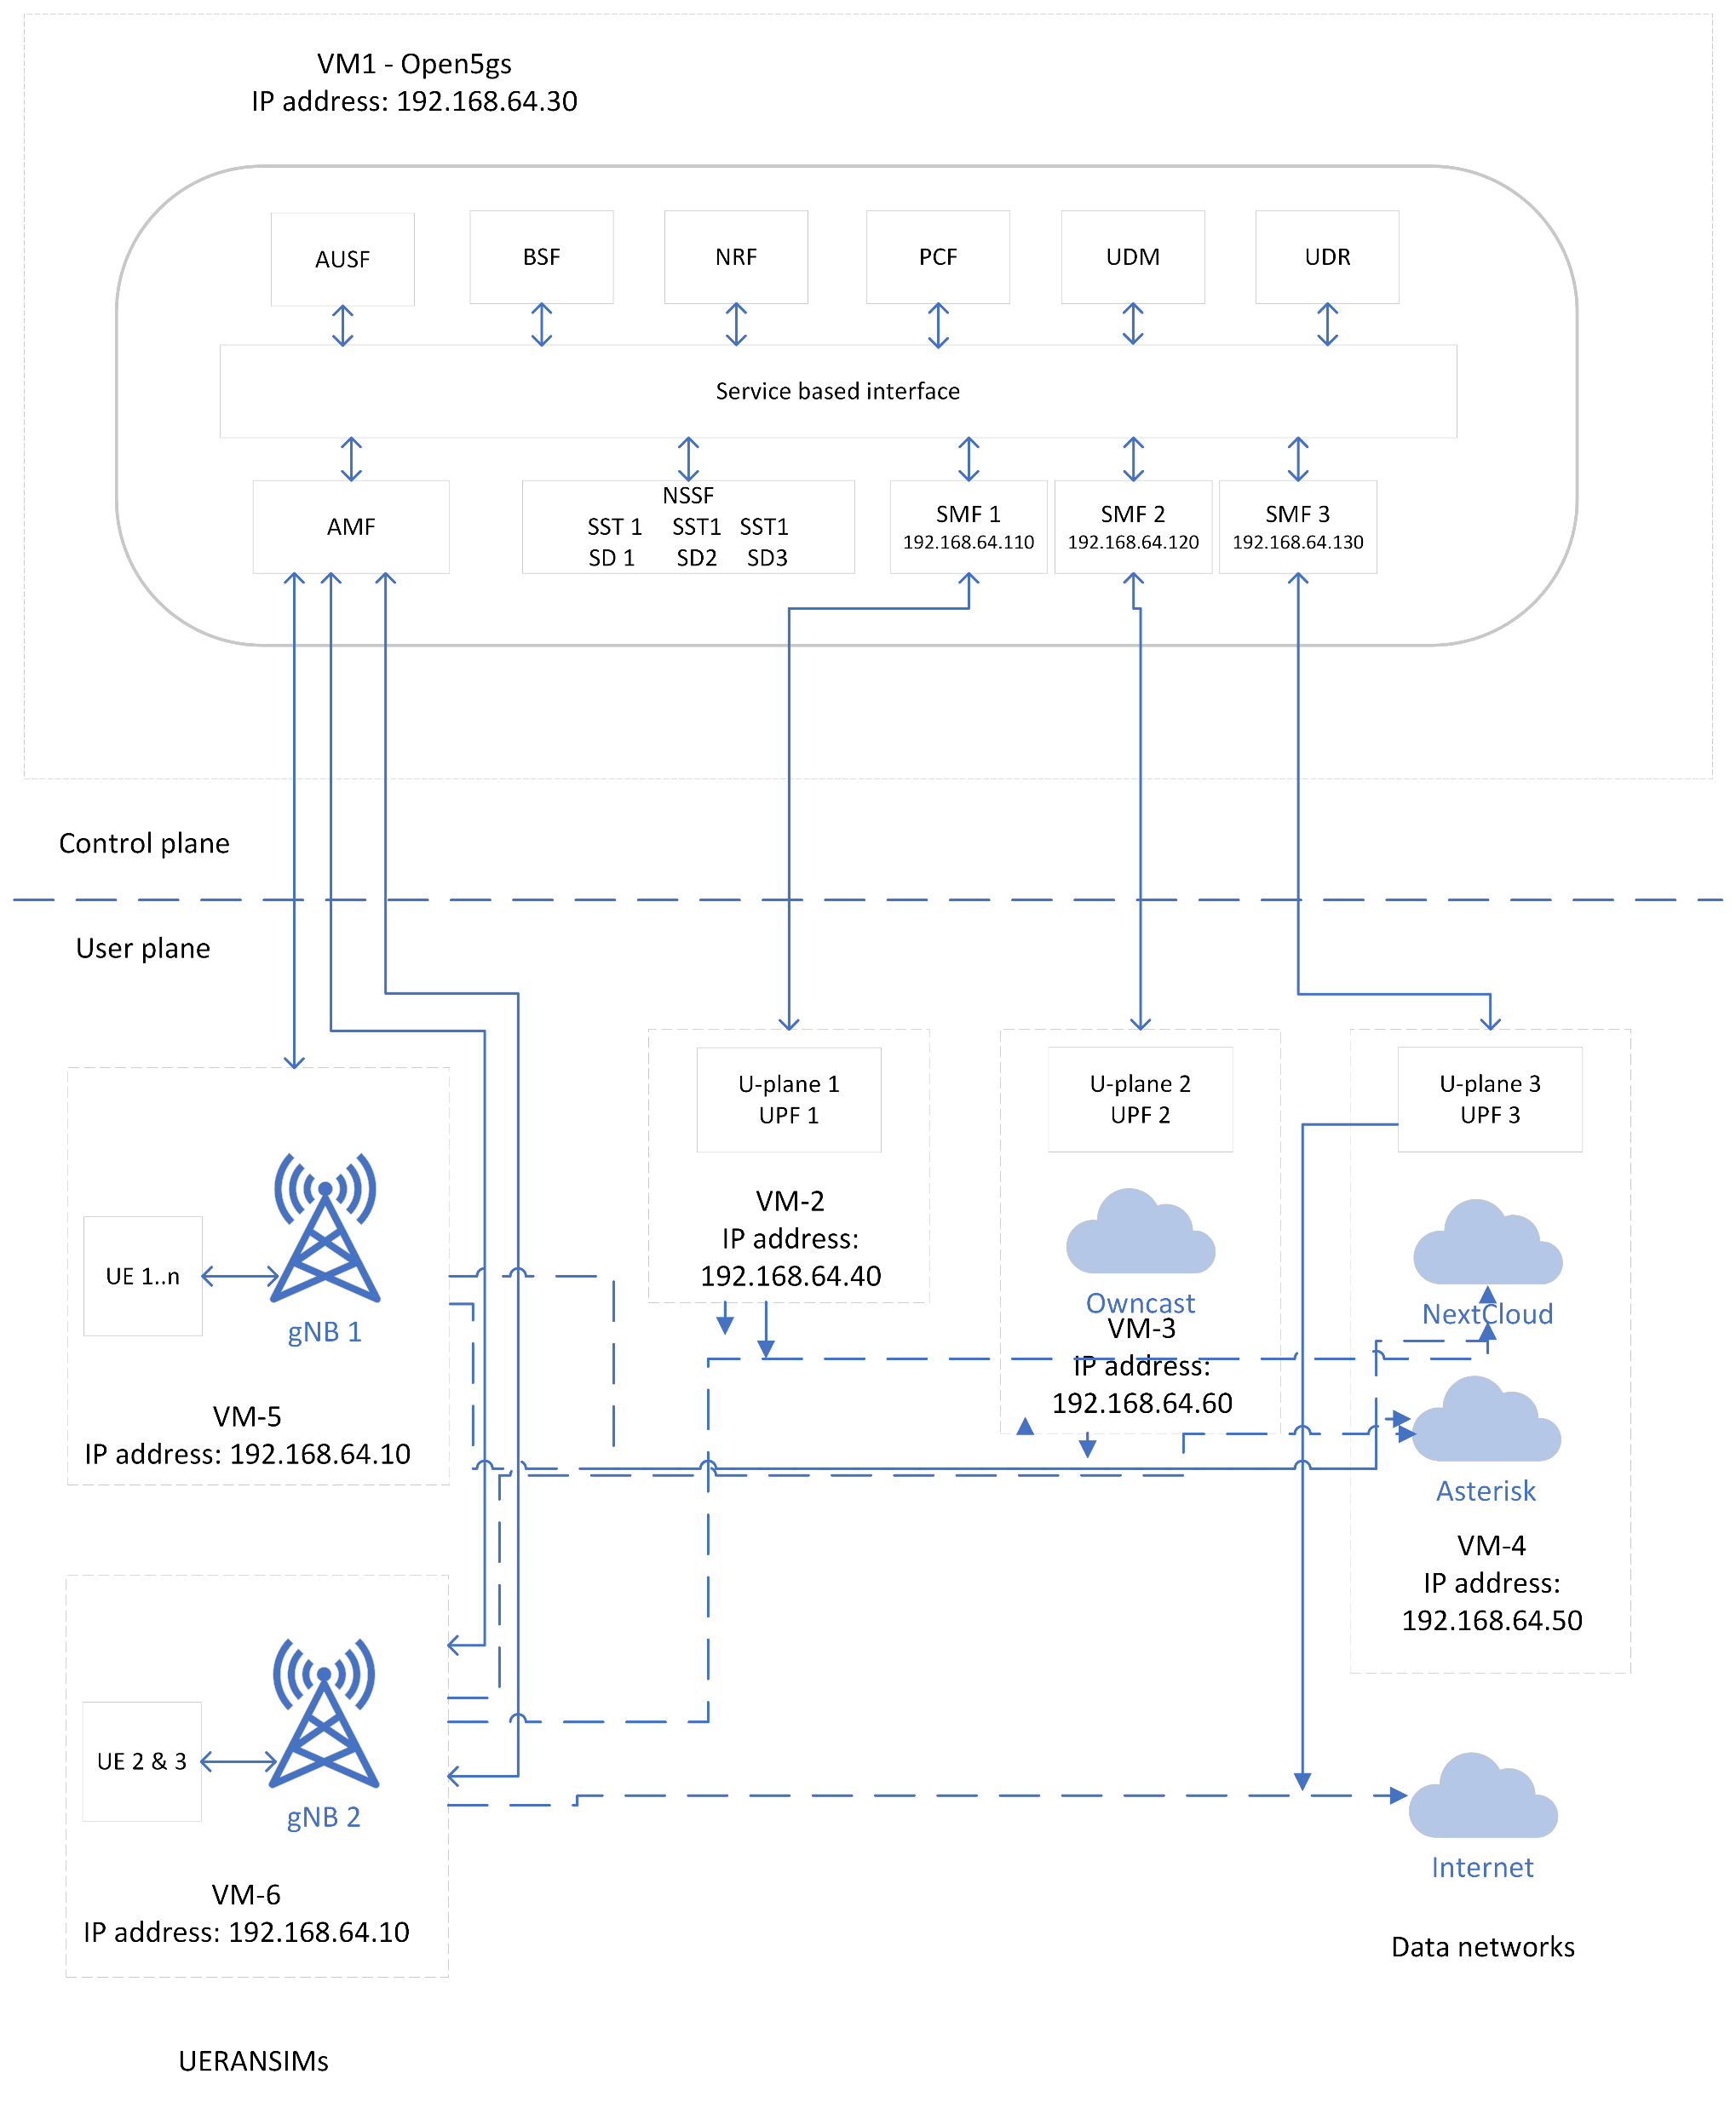 VM1 - Open5gs
IP address: 192.168.64.30
AUSF
BSF
NRF
PCF
UDM
UDR
Service based interface
AMF
NSSF
SST 1 SST1 SST1
SD 1 SD2 SD3
SMF 1
192.168.64.110
SMF 2
192.168.64.120
SMF 3
192.168.64.130
Control plane
User plane
U-plane 1
UPF 1
VM-2
IP address:
192.168.64.40
U-plane 2
UPF 2
Owncast
VM-3
IP address:
192.168.64.60
U-plane 3
UPF 3
NextCloud
Asterisk
VM-4
IP address:
192.168.64.50
UE 1..n
gNB 1
VM-5
IP address: 192.168.64.10
UE 2 & 3
gNB 2
VM-6
IP address: 192.168.64.10
Internet
Data networks
UERANSIMs